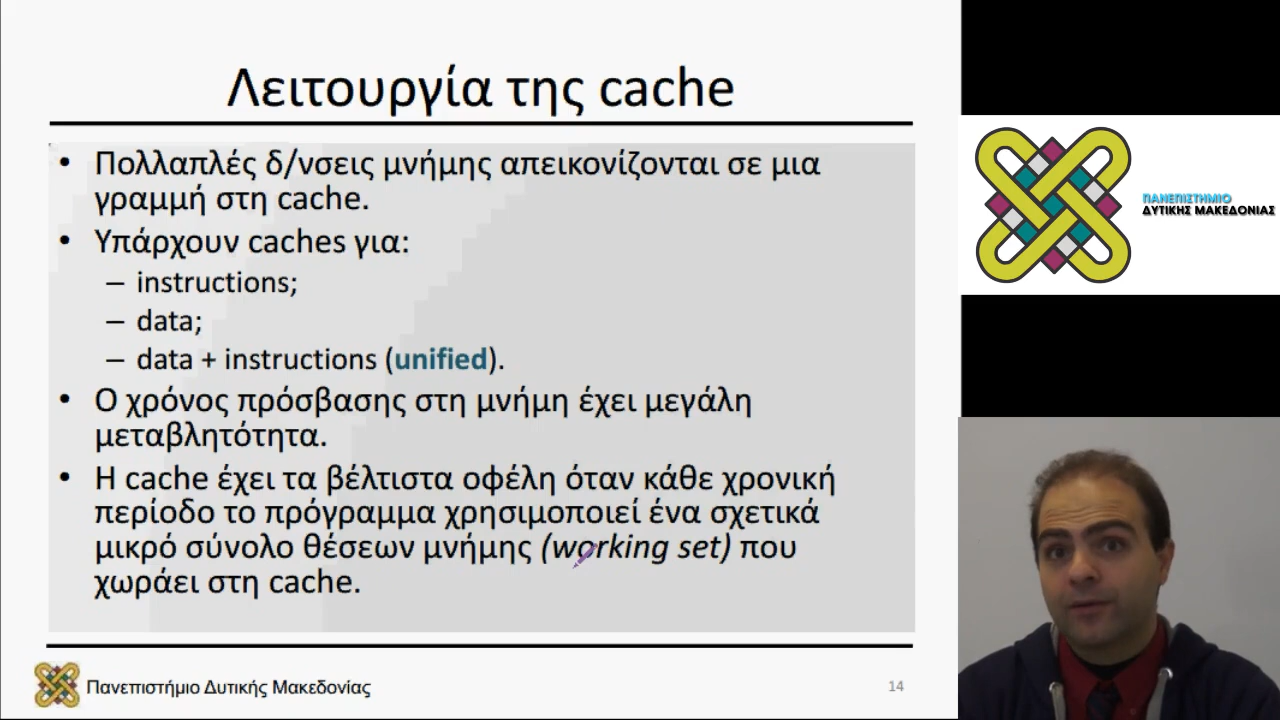 Λειτουργία της cache
• Πολλαπλές δ/νσεις μνήμης απεικονίζονται σε μια
γραμμή στη cache.
• Υπάρχουν caches για:
– instructions;
– data;
– data + instructions (unified).
• Ο χρόνος πρόσβασης στη μνήμη έχει μεγάλη
μεταβλητότητα.
• Η cache έχει τα βέλτιστα οφέλη όταν κάθε χρονική
περίοδο το πρόγραμμα χρησιμοποιεί ένα σχετικά
μικρό σύνολο θέσεων μνήμης (working set) που
χωράει στη cache.
Πανεπιστήμιο Δυτικής Μακεδονίας
14
ΠΑΝΕΠΙΣΤΗΜΙΟ
ΔΥΤΙΚΗΣ ΜΑΚΕΔΟΝΙΑΣ